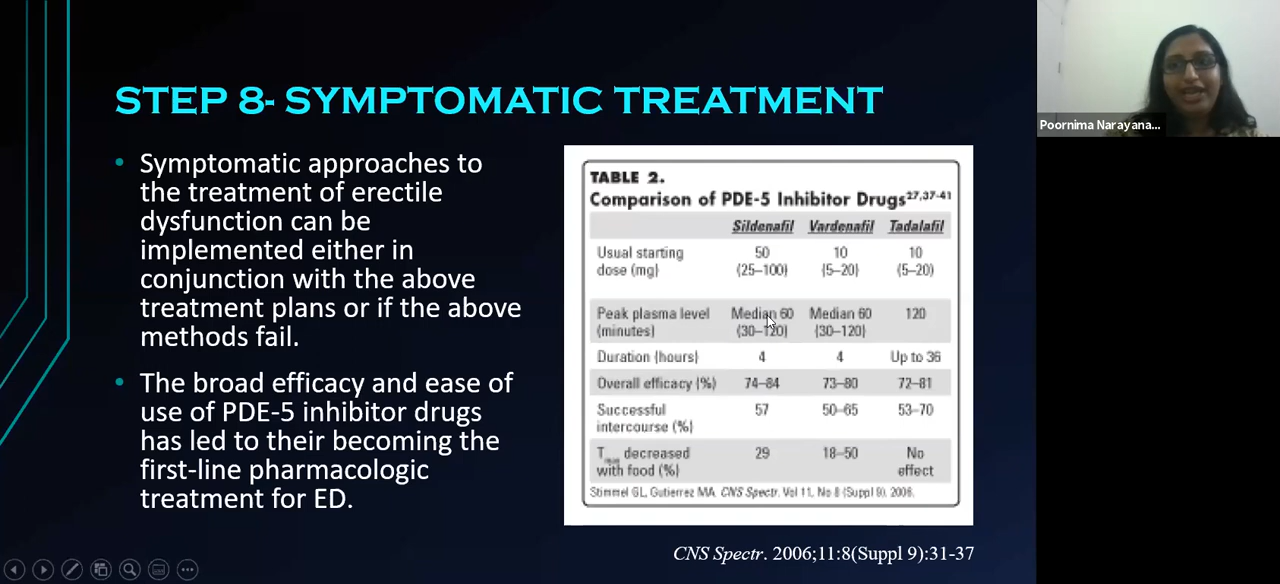 STEP 8- SYMPTOMATIC TREATMENT
• Symptomatic approaches to
the treatment of erectile
dysfunction can be
implemented either in
conjunction with the above
treatment plans or if the above
methods fail.
• The broad efficacy and ease of
use of PDE-5 inhibitor drugs
has led to their becoming the
first-line pharmacologic
treatment for ED.
TABLE 2.
Comparison of PDE-5 Inhibitor Drugs27,37-41
Sildenafil Vardenafil Tadalafil
Usual starting 50 10 10
dose (mg) (25–100) (5–20) (5–20)
Peak plasma level Median 60 Median 60 120
(minutes) (30–120) (30–120)
Duration (hours) 4 4 Up to 36
Overall efficacy (%) 74–84 73–80 72–81
Successful 57 50–65 53–70
intercourse (%)
T decreased 29 18–50 No
with food (%) effect
Stimmel GL, Gutierrez MA. CNS Spectr. Vol 11, No 8 (Suppl 9). 2006.
CNS Spectr. 2006;11:8(Suppl 9):31-37
Poornima Narayana...